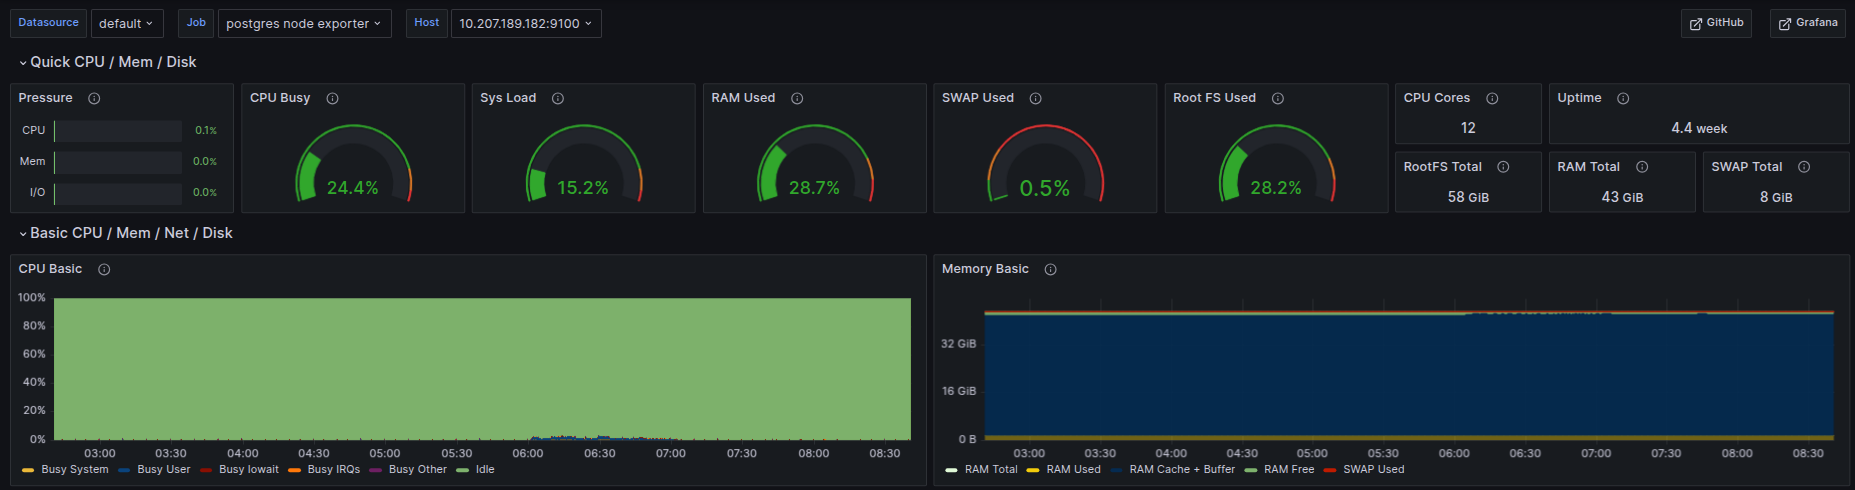 Datasource default Job postgres node exporter Host 10.207.189.182:9100 GitHub Grafana
Quick CPU / Mem / Disk
Pressure CPU Busy Sys Load RAM Used SWAP Used Root FS Used CPU Cores Uptime
CPU 0.1%
Mem 0.0%
I/O 0.0%
24.4% 15.2% 28.7% 0.5% 28.2%
12 4.4 week
RootFS Total RAM Total SWAP Total
58 GiB 43 GiB 8 GiB
Basic CPU / Mem / Net / Disk
CPU Basic
100%
80%
60%
40%
20%
0%
03:00 03:30 04:00 04:30 05:00 05:30 06:00 06:30 07:00 07:30 08:00 08:30
Busy System Busy User Busy Iowait Busy IRQs Busy Other Idle
Memory Basic
32 GiB
16 GiB
0 B
03:00 03:30 04:00 04:30 05:00 05:30 06:00 06:30 07:00 07:30 08:00 08:30
RAM Total RAM Used RAM Cache + Buffer RAM Free SWAP Used